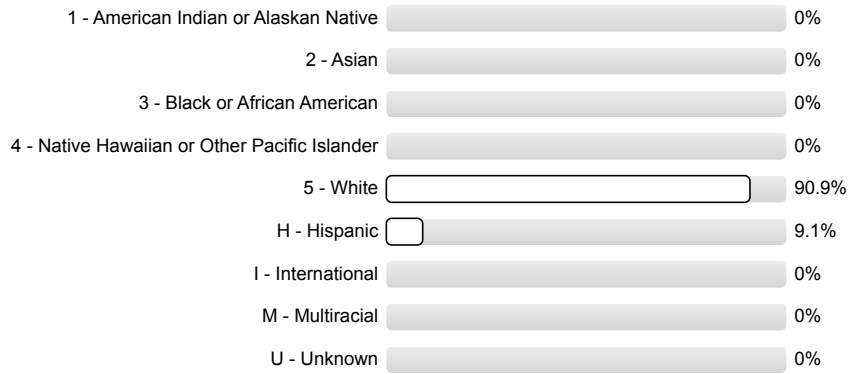 1 - American Indian or Alaskan Native 0%
2 - Asian 0%
3 - Black or African American 0%
4 - Native Hawaiian or Other Pacific Islander 0%
5 - White 90.9%
H - Hispanic 9.1%
I - International 0%
M - Multiracial 0%
U - Unknown 0%